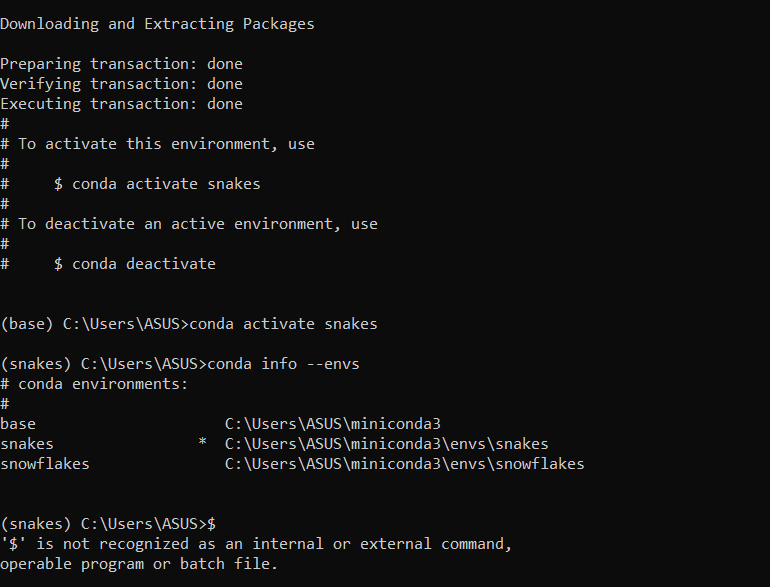 Downloading and Extracting Packages
Preparing transaction: done
Verifying transaction: done
Executing transaction: done
#
# To activate this environment, use
#
#     $ conda activate snakes
#
# To deactivate an active environment, use
#
#     $ conda deactivate
(base) C:\Users\ASUS>conda activate snakes
(snakes) C:\Users\ASUS>conda info --envs
# conda environments:
#
base                     C:\Users\ASUS\miniconda3
snakes                *  C:\Users\ASUS\miniconda3\envs\snakes
snowflakes               C:\Users\ASUS\miniconda3\envs\snowflakes
(snakes) C:\Users\ASUS>$
'$' is not recognized as an internal or external command,
operable program or batch file.